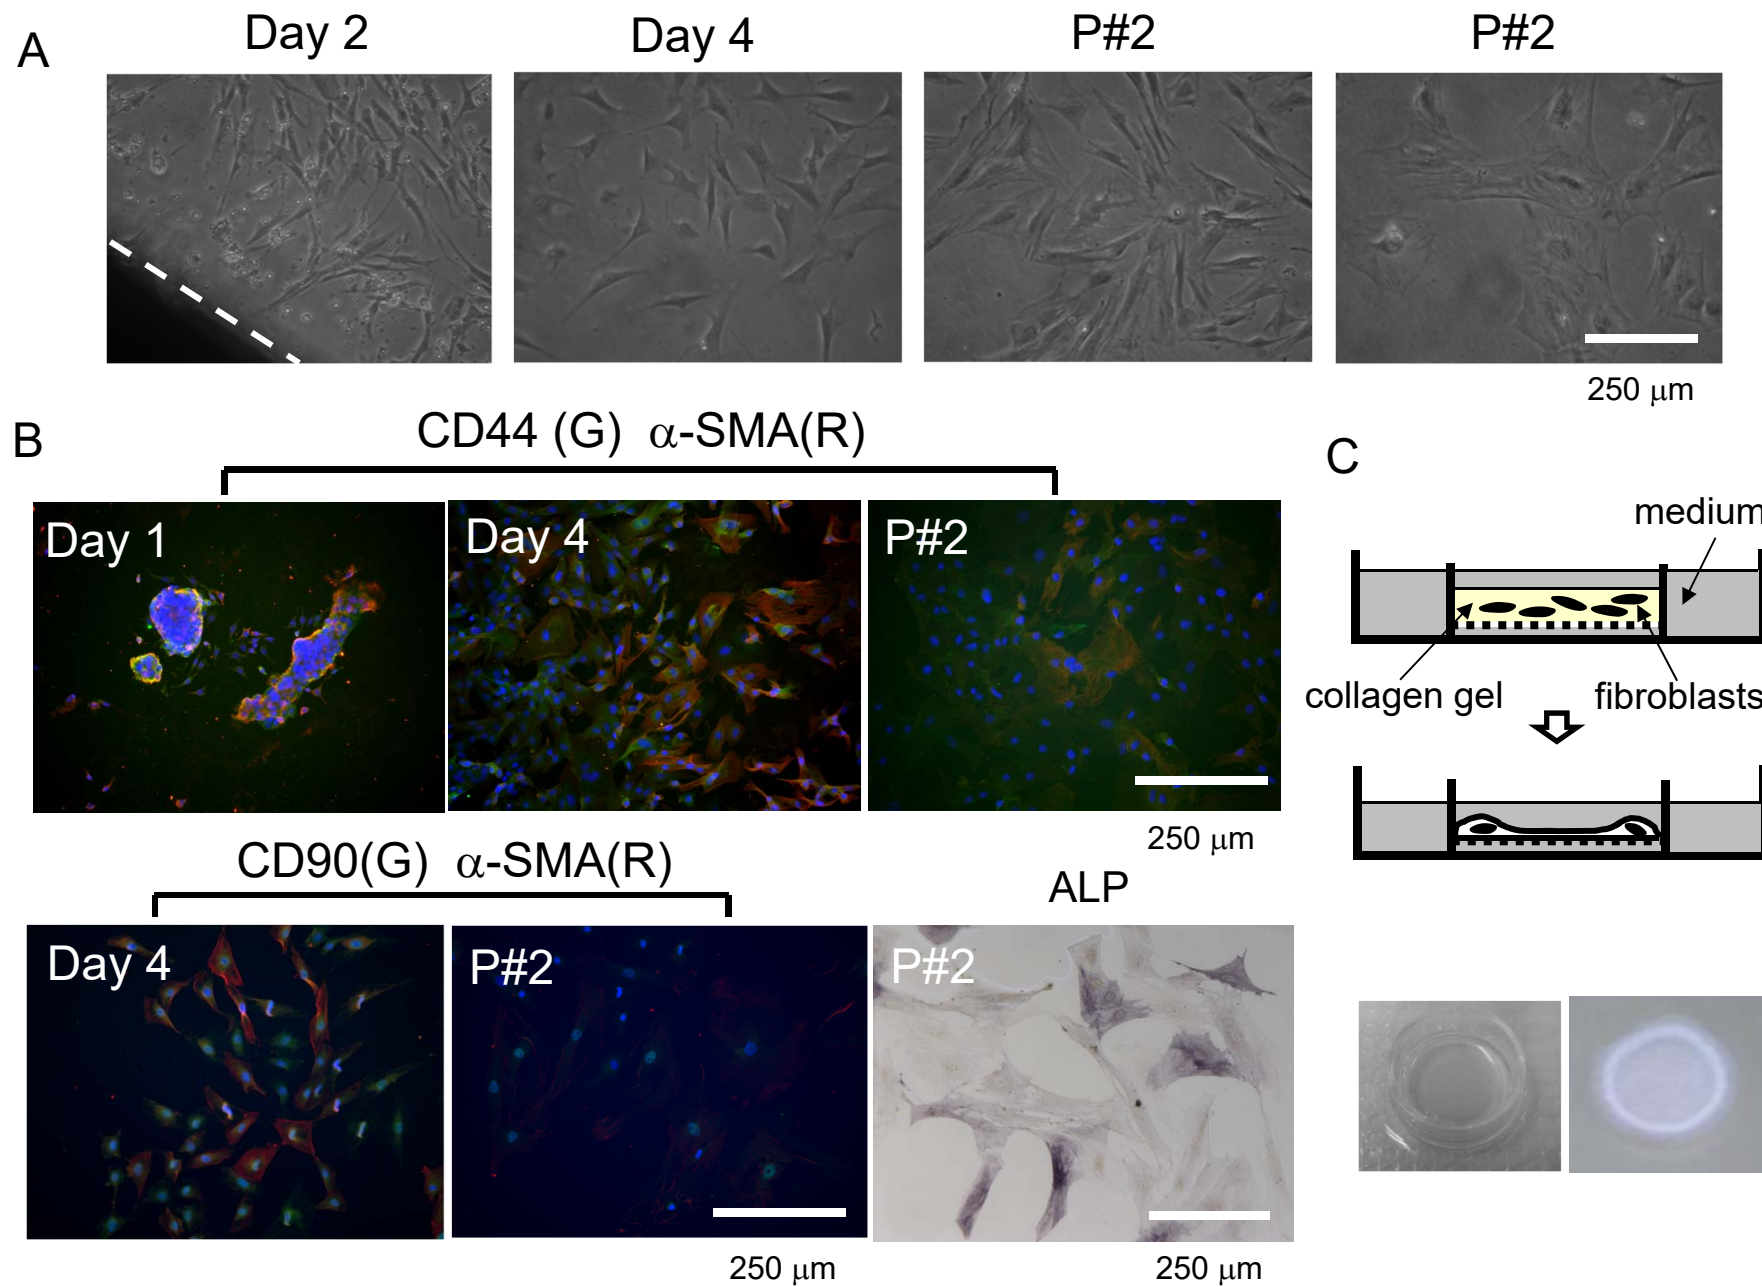 A
Day 2
Day 4
P#2
P#2
250 μm
B
CD44 (G) α-SMA(R)
Day 1
Day 4
P#2
250 μm
CD90(G) α-SMA(R)
Day 4
P#2
250 μm
ALP
P#2
250 μm
C
medium
collagen gel
fibroblasts